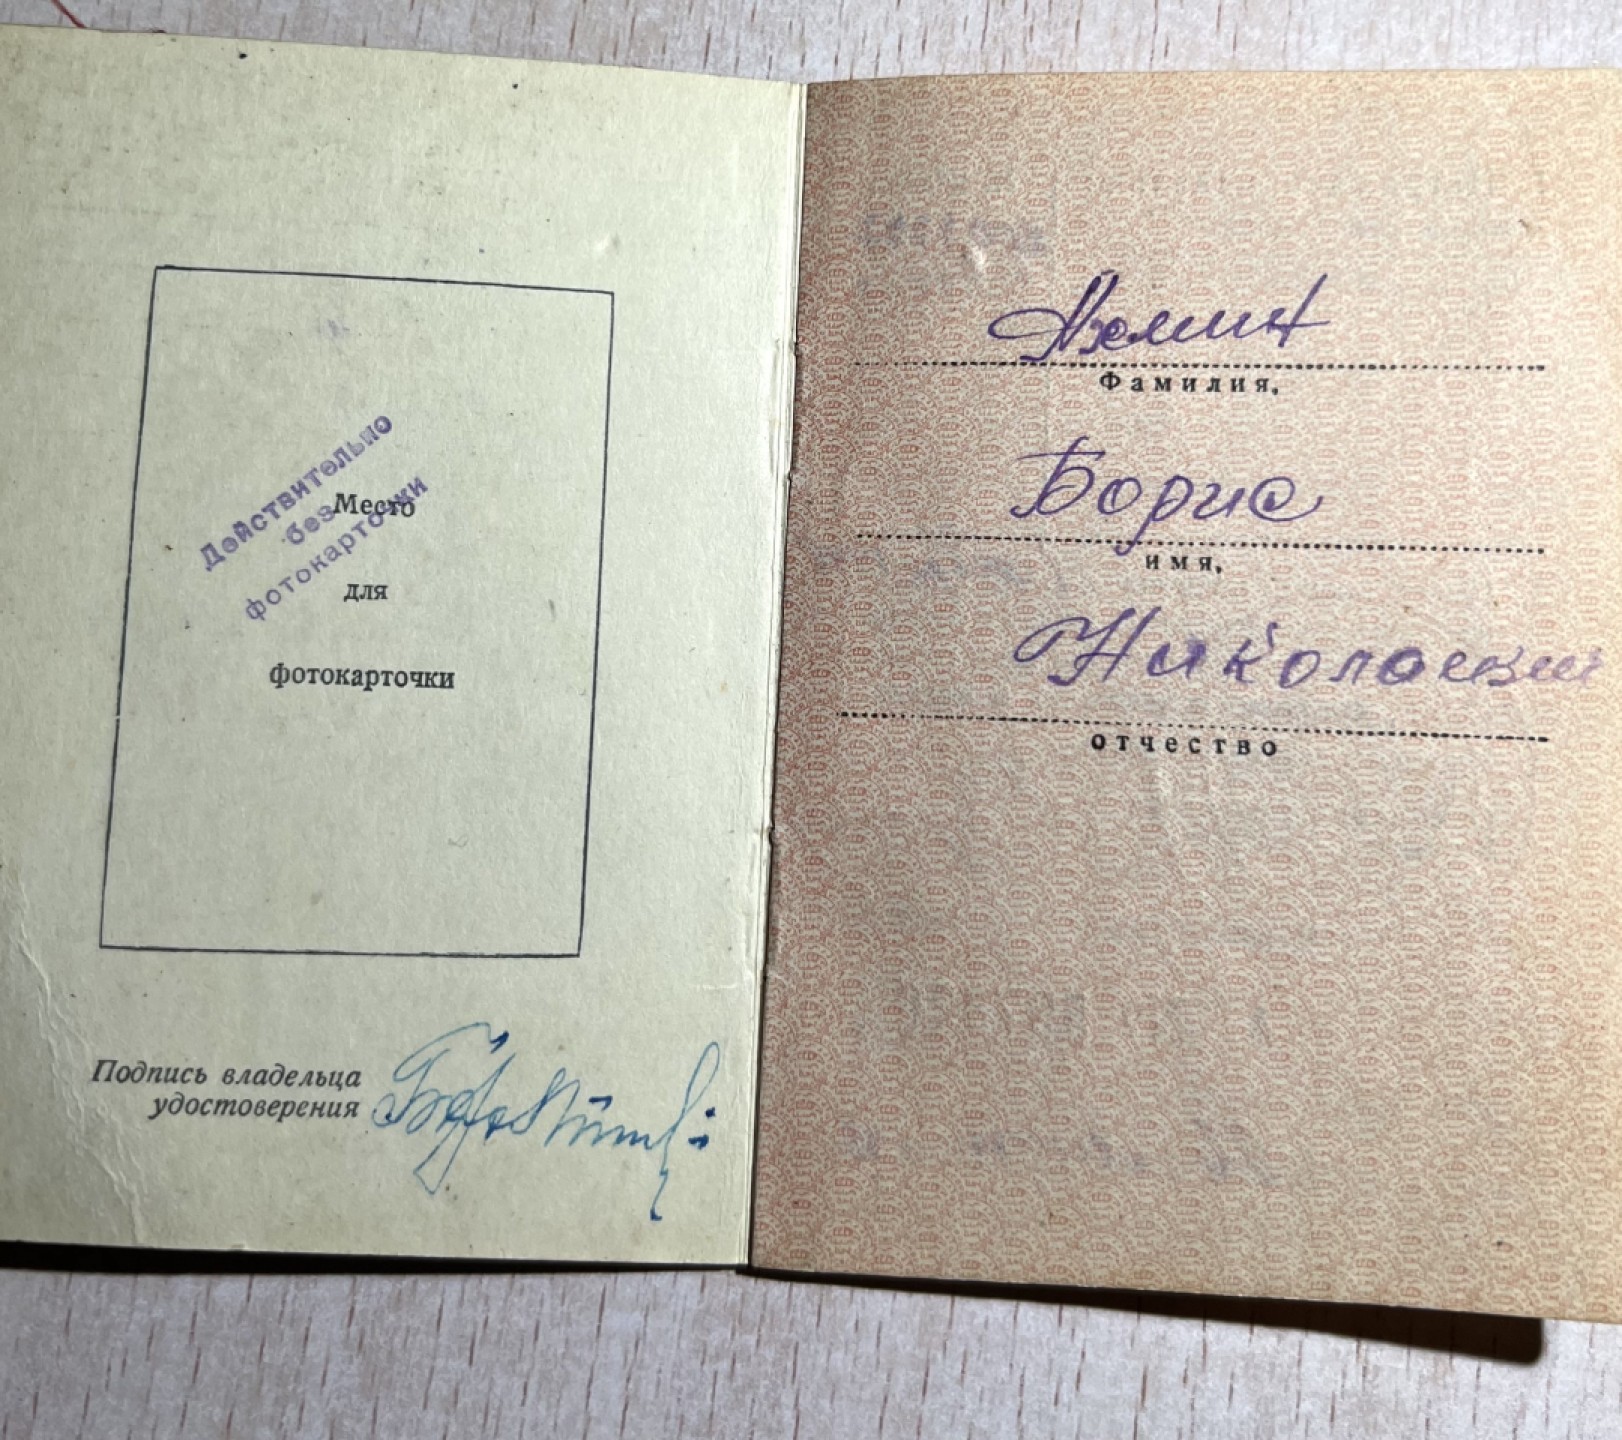 Действительно
без
фотокарточки
Место
для
фотокарточки
Подпись владельца
удостоверения
Фамилия,
Борис
имя,
Николаевич
отчество